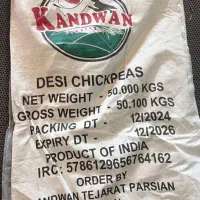 KANDWAN
DESI CHICKPEAS
NET WEIGHT - 50.000 KGS
GROSS WEIGHT - 50.100 KGS
PACKING DT - 12/2024
EXPIRY DT - 12/2026
PRODUCT OF INDIA
IRC: 5786129656764162
ORDER BY
ANDWAN TEJARAT PARSIAN